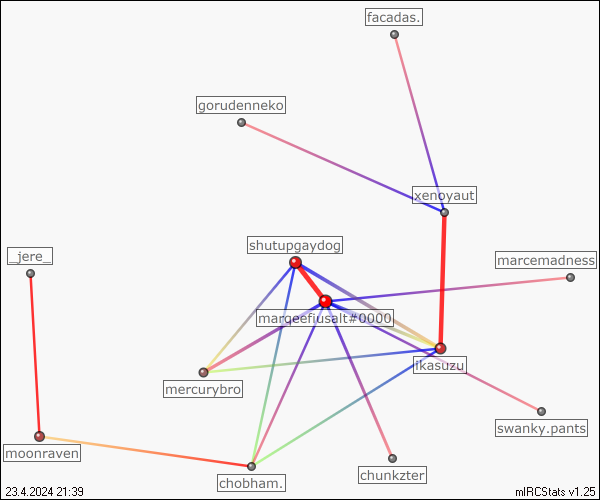 facadas.
gorudenneko
xenoyaut
shutupgaydog
_jere_
marcemadness
marqeefiusalt#0000
ikasuzu
mercurybro
swanky.pants
moonraven
chunkzter
chobham.
23.4.2024 21:39
mIRCStats v1.25